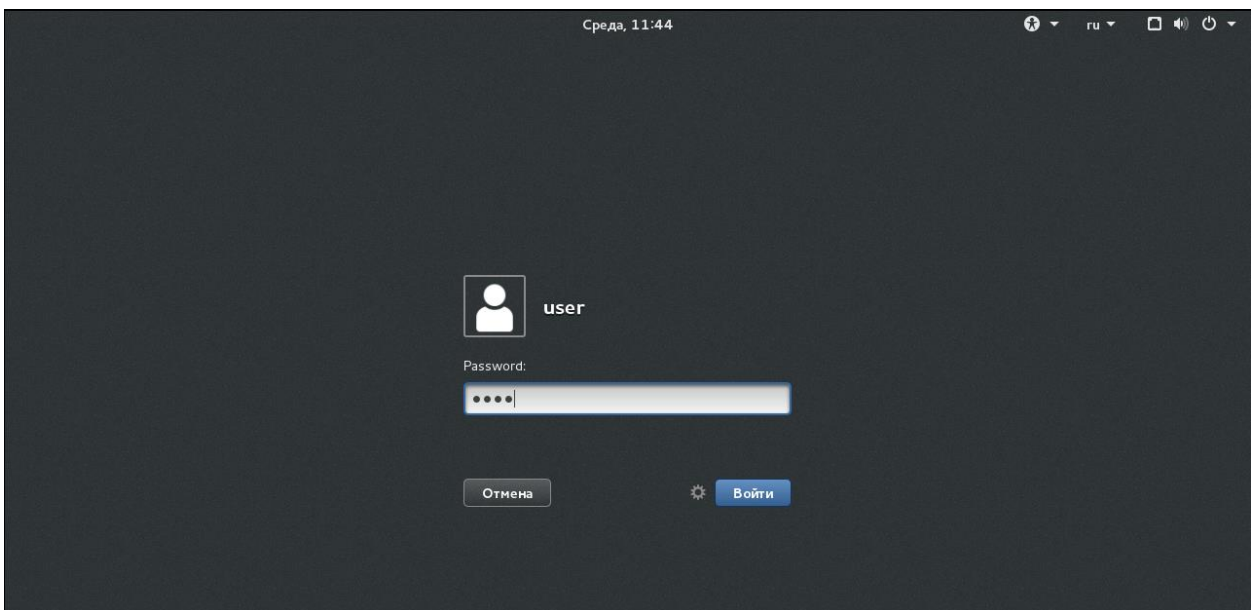 Среда, 11:44
ru
user
Password:
Отмена
Войти